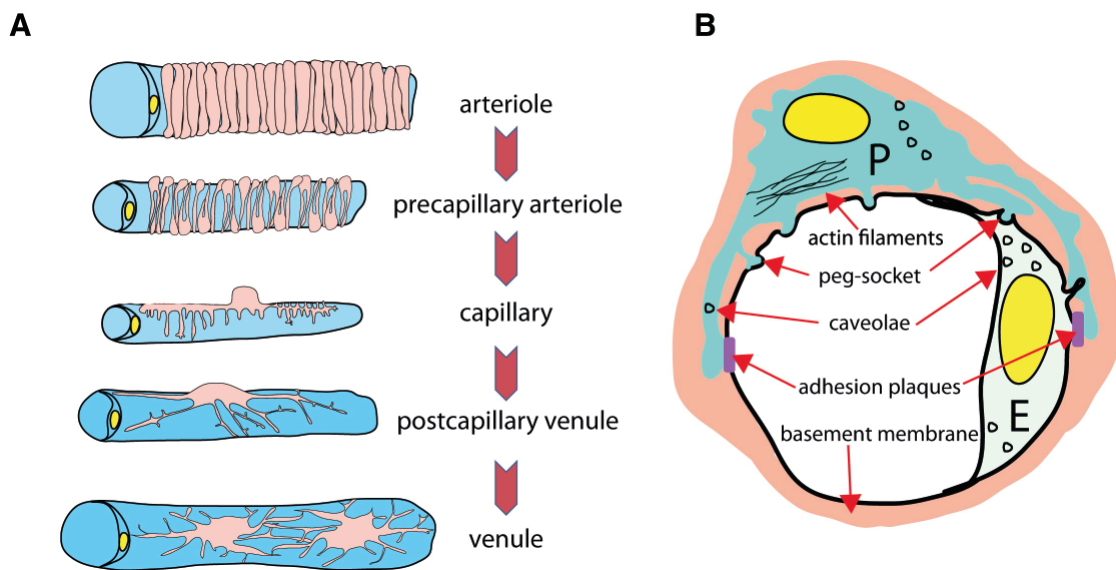 A
arteriole
precapillary arteriole
capillary
postcapillary venule
venule
B
P
actin filaments
peg-socket
caveolae
adhesion plaques
E
basement membrane